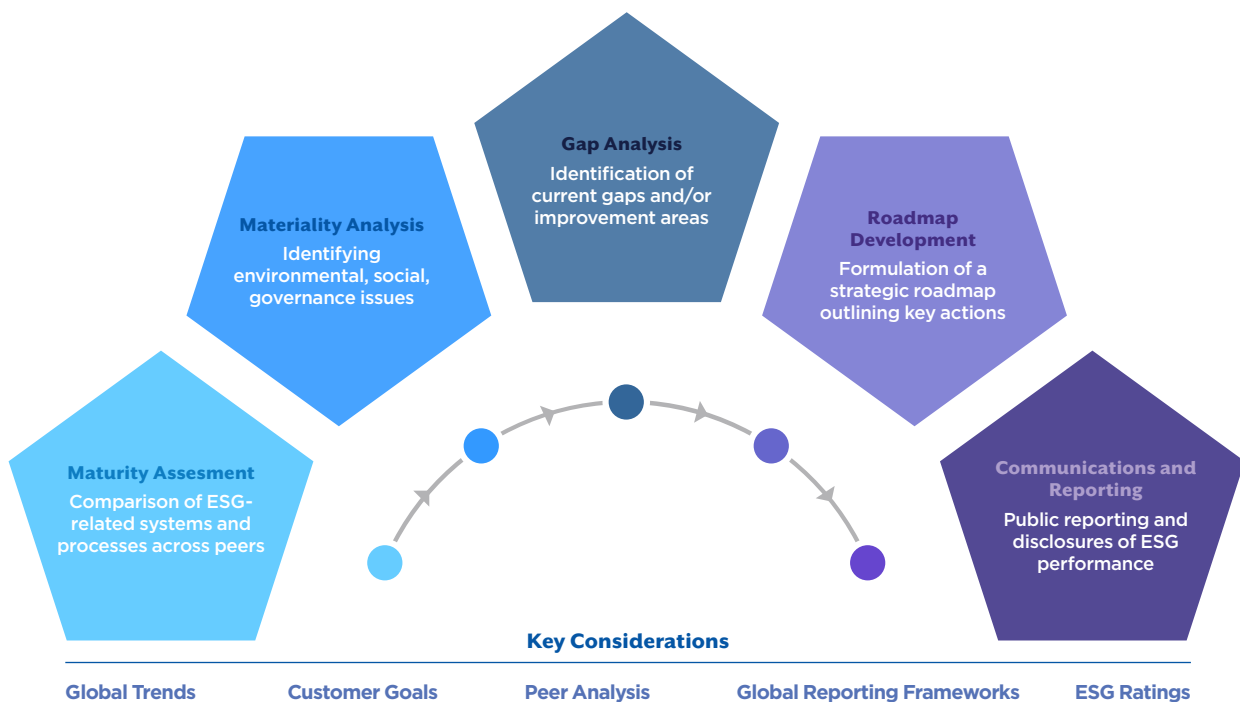 Maturity Assesment
Comparison of ESG-
related systems and
processes across peers
Materiality Analysis
Identifying
environmental, social,
governance issues
Gap Analysis
Identification of
current gaps and/or
improvement areas
Roadmap
Development
Formulation of a
strategic roadmap
outlining key actions
Communications and
Reporting
Public reporting and
disclosures of ESG
performance
Key Considerations
Global Trends
Customer Goals
Peer Analysis
Global Reporting Frameworks
ESG Ratings